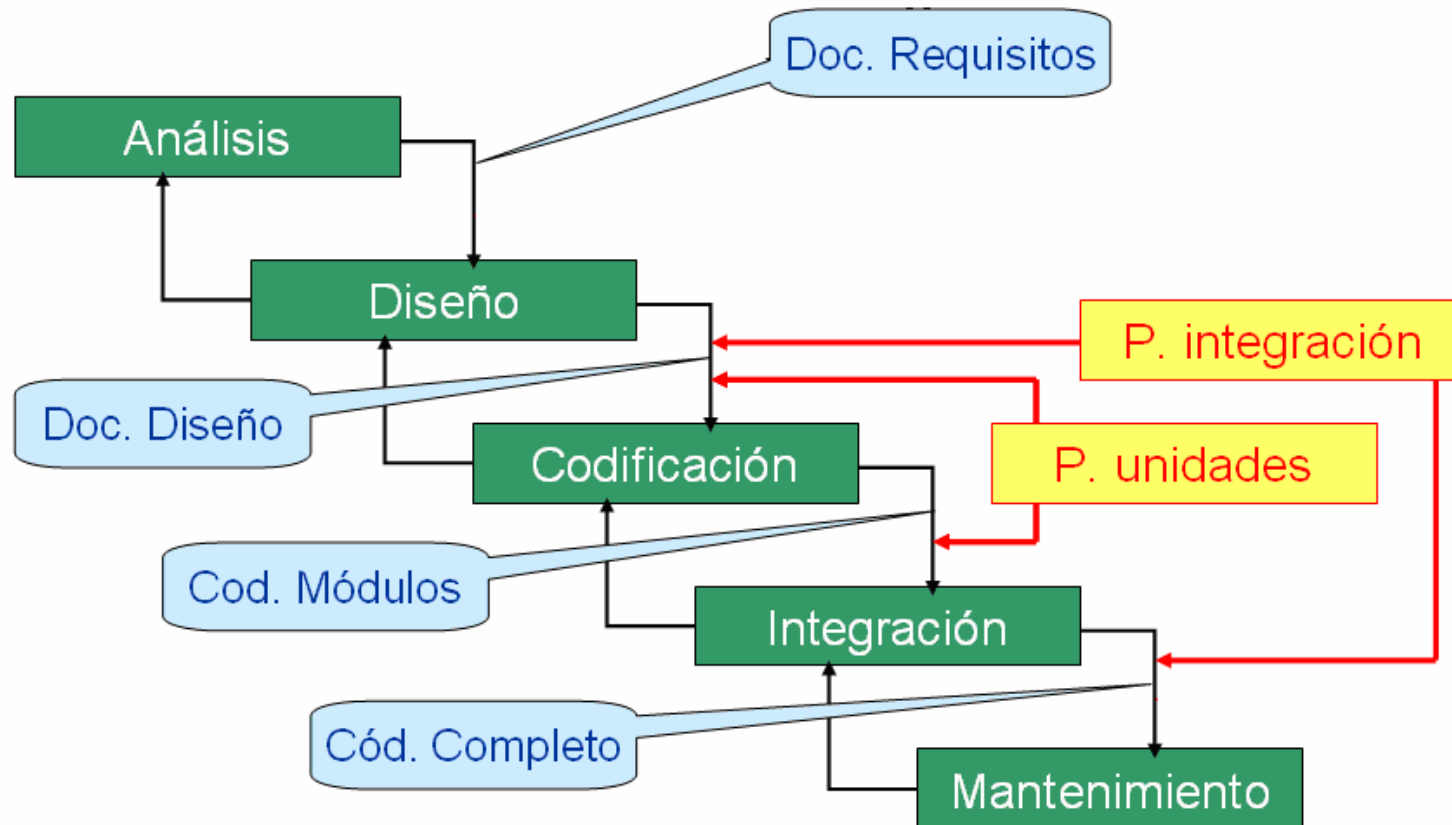 Doc. Requisitos
Análisis
Diseño
P. integración
Doc. Diseño
Codificación
P. unidades
Cod. Módulos
Integración
Cód. Completo
Mantenimiento